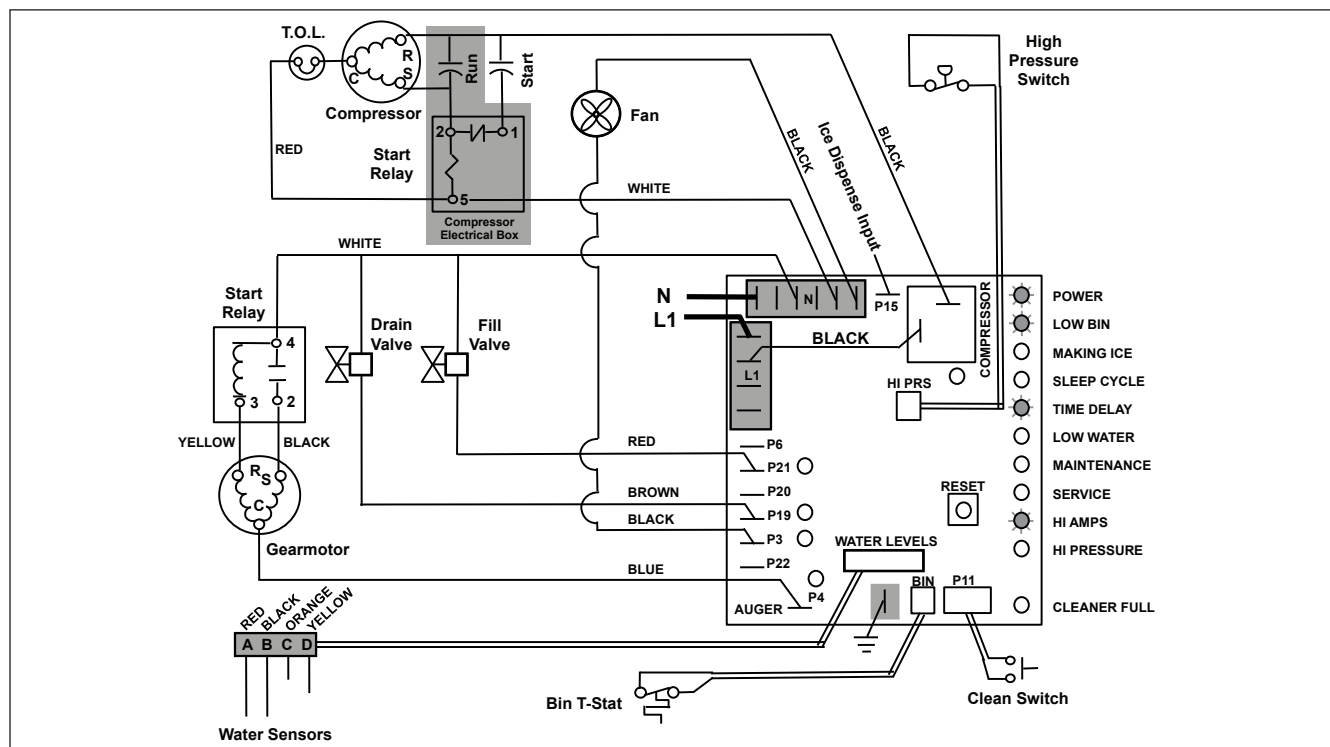 T.O.L.
R
S
C
Compressor
Run
Start
High
Pressure
Switch
Fan
2
1
RED
Start
Relay
5
Compressor
Electrical Box
WHITE
BLACK
Ice Dispense Input
BLACK
WHITE
Start
Relay
4
3
2
Drain
Valve
Fill
Valve
N
L1
N
P15
BLACK
L1
COMPRESSOR
HI PRS
POWER
LOW BIN
MAKING ICE
SLEEP CYCLE
TIME DELAY
LOW WATER
MAINTENANCE
SERVICE
HI AMPS
HI PRESSURE
CLEANER FULL
YELLOW
BLACK
R
S
C
Gearmotor
RED
BROWN
BLACK
BLUE
P6
P21
P20
P19
P3
P22
P4
AUGER
RESET
WATER LEVELS
BIN
P11
RED
BLACK
ORANGE
YELLOW
A B C D
Water Sensors
Bin T-Stat
Clean Switch